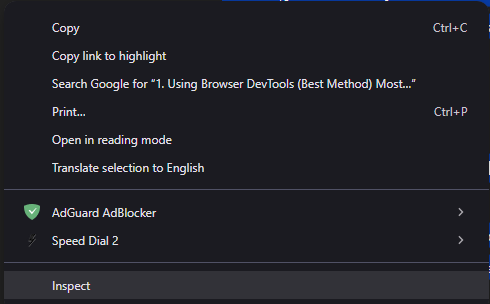 Copy Ctrl+C
Copy link to highlight
Search Google for “1. Using Browser DevTools (Best Method) Most...”
Print... Ctrl+P
Open in reading mode
Translate selection to English
AdGuard AdBlocker
Speed Dial 2
Inspect